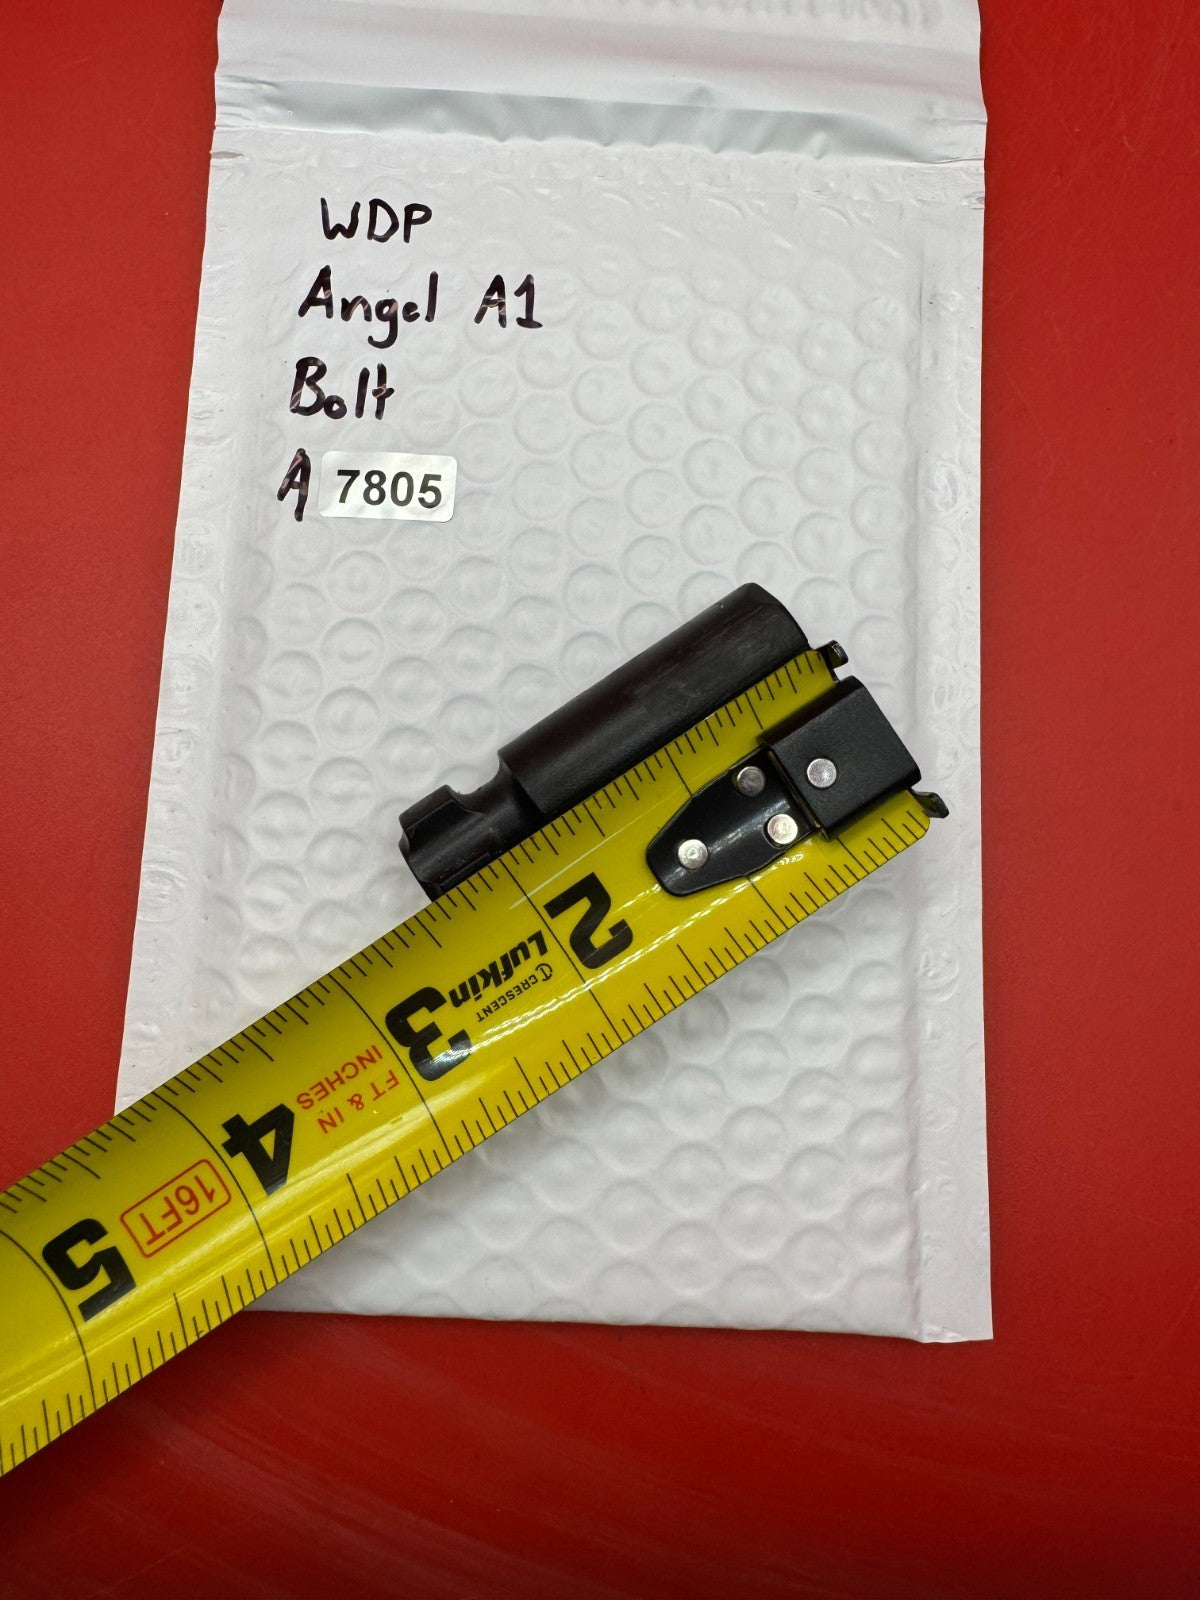 WDP
Angel A1
Bolt
A 7805
2
CRESCENT
Lufkin
3
FT & IN
INCHES
4
16FT
5